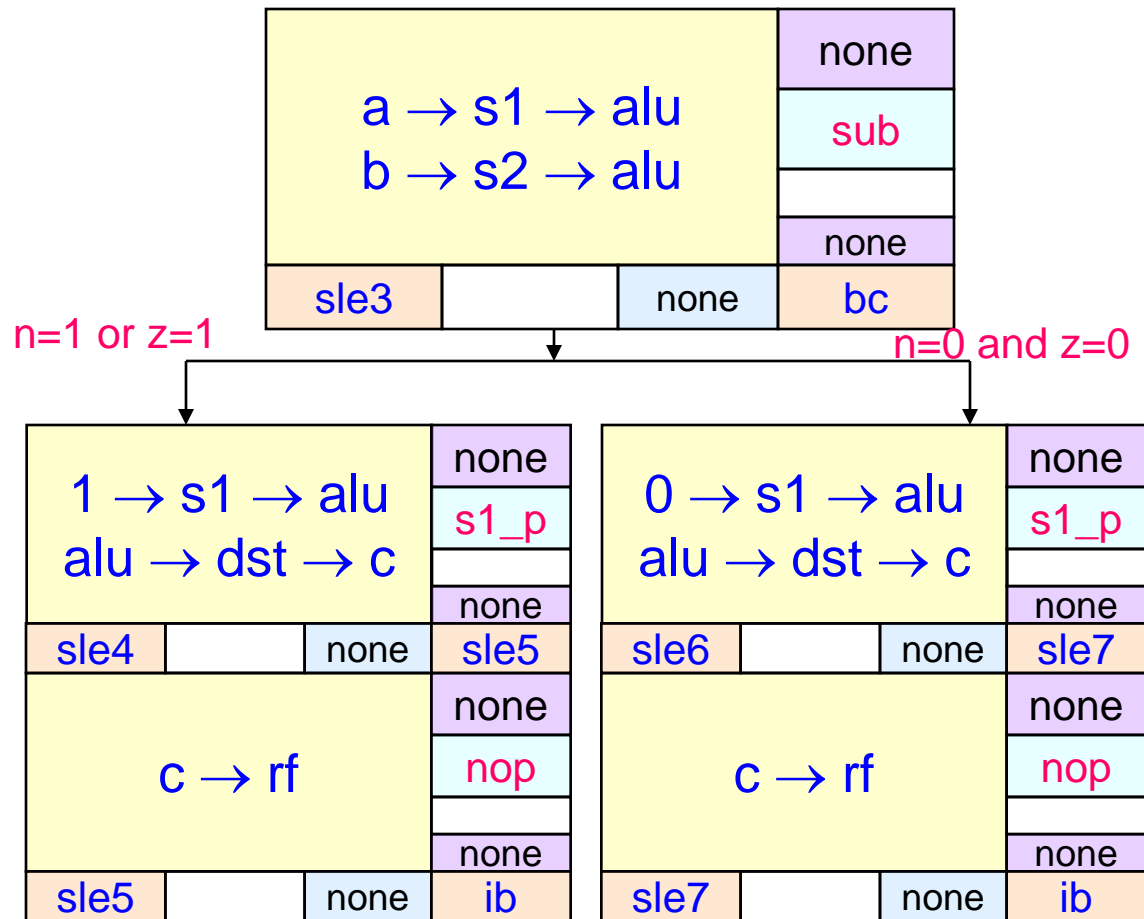 none
a → s1 → alu
b → s2 → alu
sub
none
sle3 none bc
n=1 or z=1
n=0 and z=0
none
1 → s1 → alu
alu → dst → c
s1_p
none
sle4 none sle5
none
c → rf
nop
none
sle5 none ib
none
0 → s1 → alu
alu → dst → c
s1_p
none
sle6 none sle7
none
c → rf
nop
none
sle7 none ib